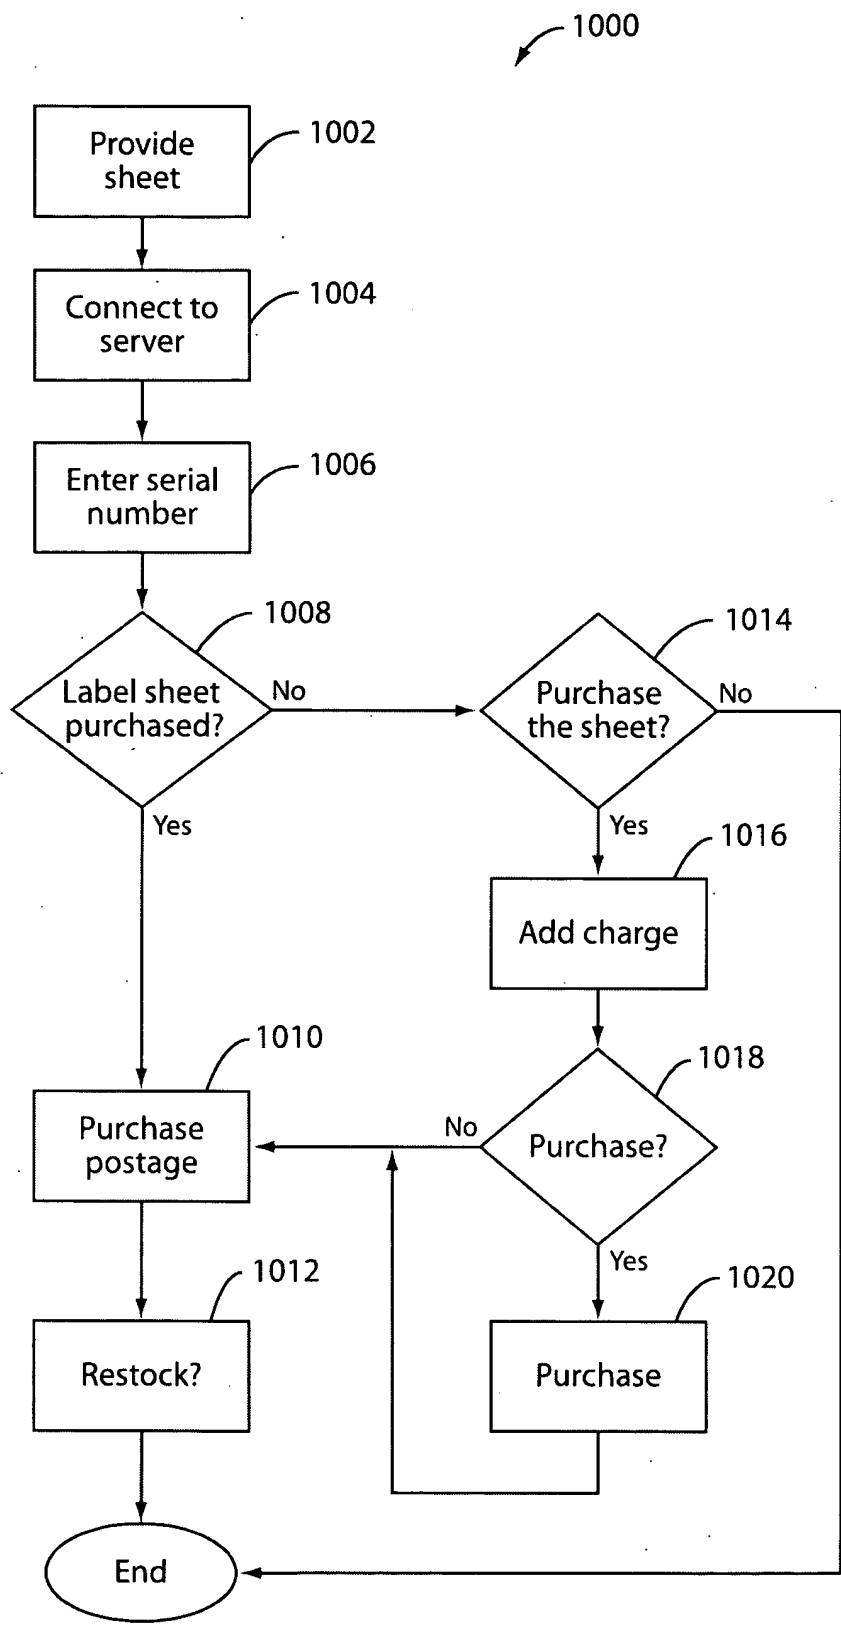 1000
Provide
sheet
1002
Connect to
server
1004
Enter serial
number
1006
1008
Label sheet
purchased?
No
Yes
1014
Purchase
the sheet?
No
Yes
1016
Add charge
1010
Purchase
postage
1018
Purchase?
No
Yes
1012
Restock?
1020
Purchase
End